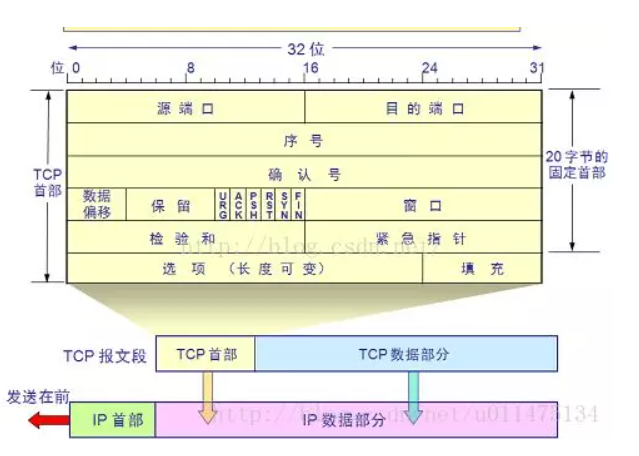 32 位
位 0 8 16 24 31
源端口 目的端口
序号
TCP 首部
确认号
20 字节的固定首部
数据偏移 保留 URG ACK PSH RST SYN FIN 窗口
检验和 紧急指针
http://blog.csdn.net/
选项 (长度可变) 填充
TCP 报文段 TCP 首部 TCP 数据部分
发送在前
IP 首部 IP 数据部分
http://blog.csdn.net/u011475134